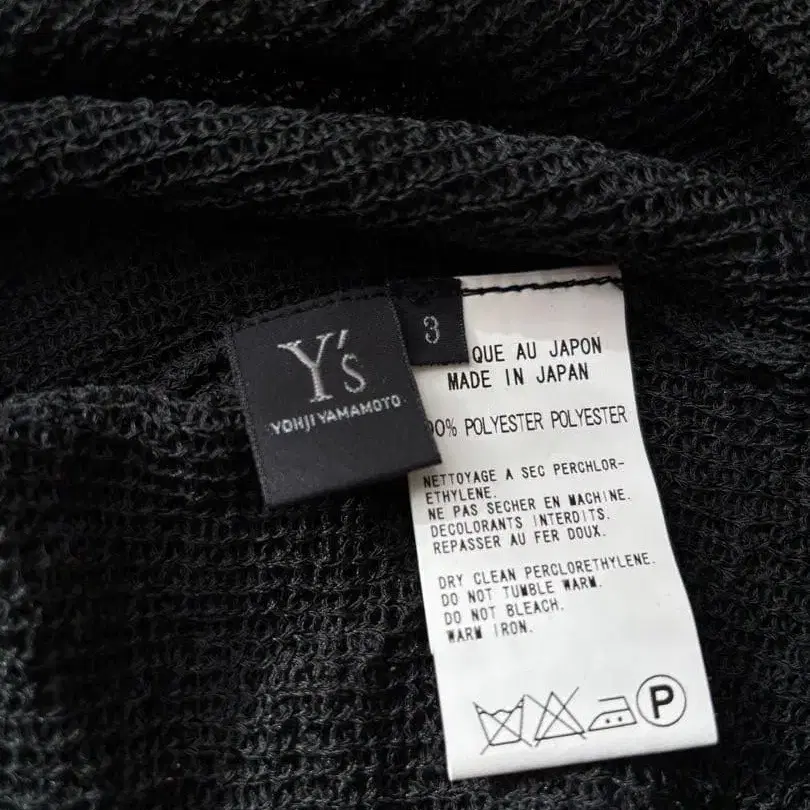 Y's
YOHJI YAMAMOTO
3
QUE AU JAPON
MADE IN JAPAN
00% POLYESTER POLYESTER
NETTOYAGE A SEC PERCHLOR-
ETHYLENE.
NE PAS SECHER EN MACHINE.
DECOLORANTS INTERDITS.
REPASSER AU FER DOUX.
DRY CLEAN PERCLORETHYLENE.
DO NOT TUMBLE WARM.
DO NOT BLEACH.
WARM IRON.
P